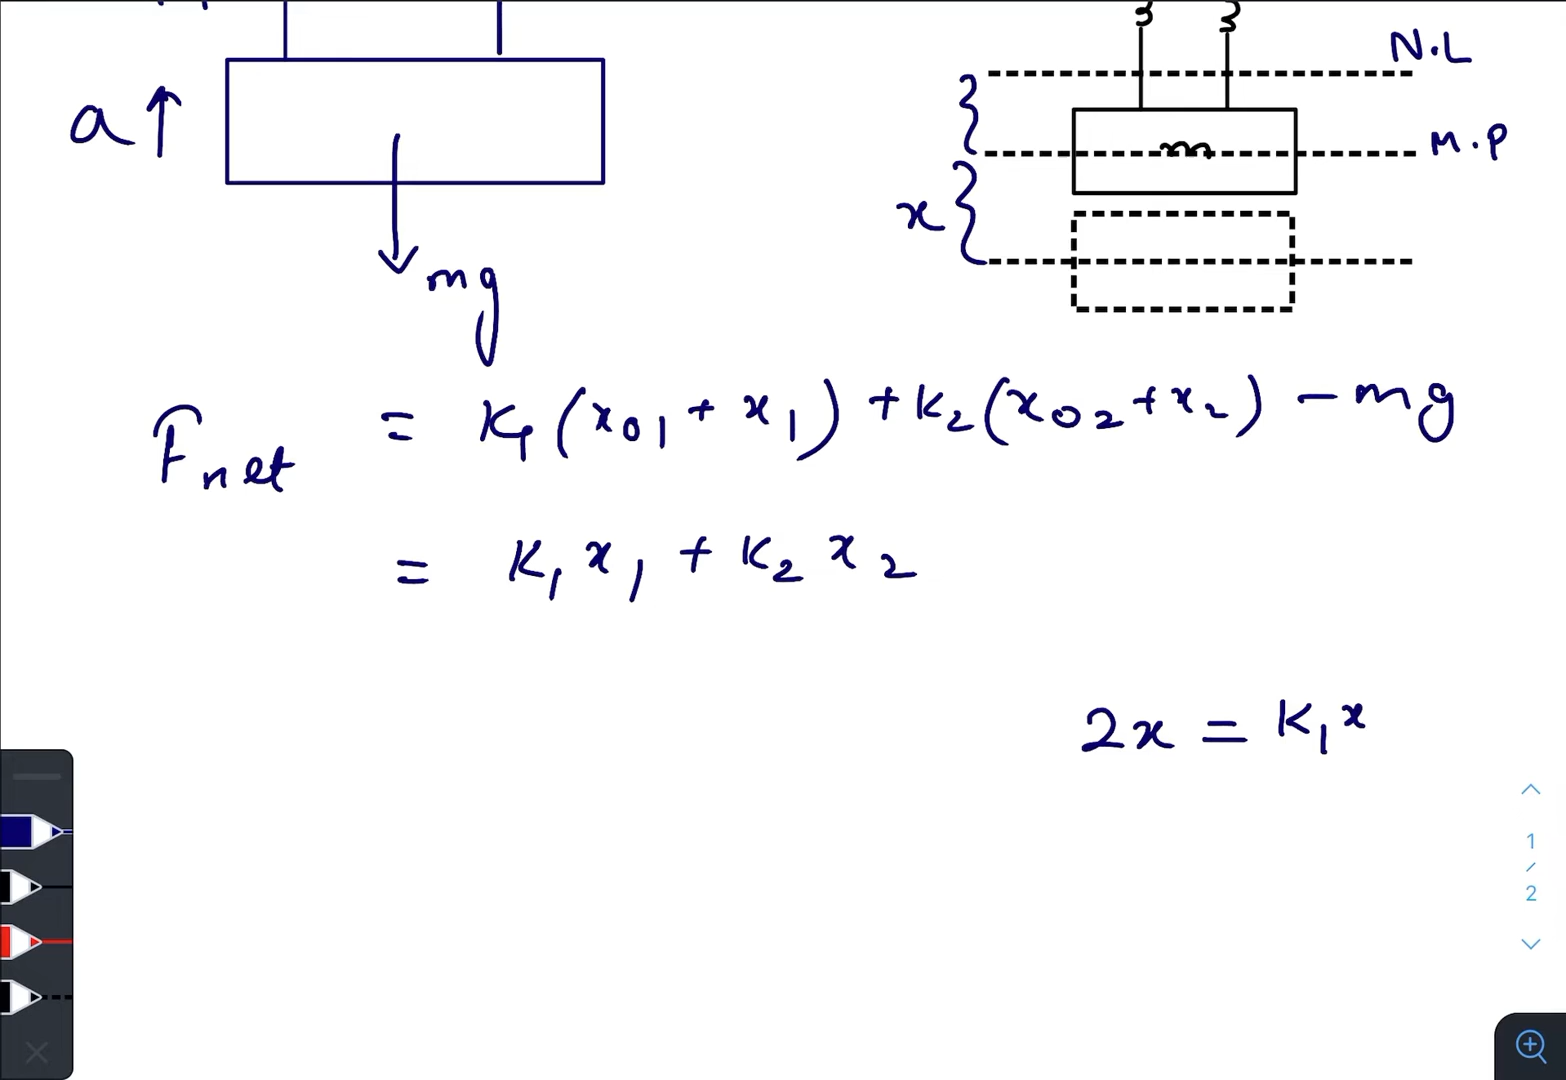 N.L
a↑
M.P
x
mg
Fnet = K1(x01 + x1) + K2(x02 + x2) - mg
= K1x1 + K2x2
2x = K1x
1
/
2